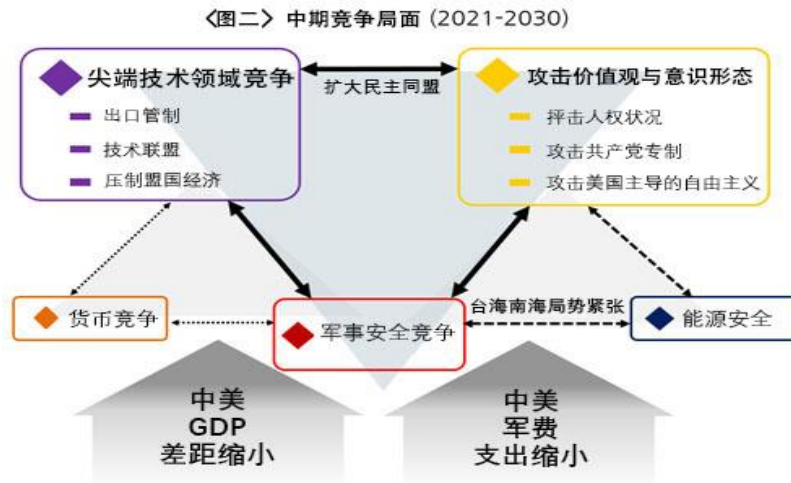 〈图二〉 中期竞争局面 (2021-2030)
尖端技术领域竞争
出口管制
技术联盟
压制盟国经济
扩大民主同盟
攻击价值观与意识形态
抨击人权状况
攻击共产党专制
攻击美国主导的自由主义
货币竞争
军事安全竞争
台海南海局势紧张
能源安全
中美
GDP
差距缩小
中美
军费
支出缩小